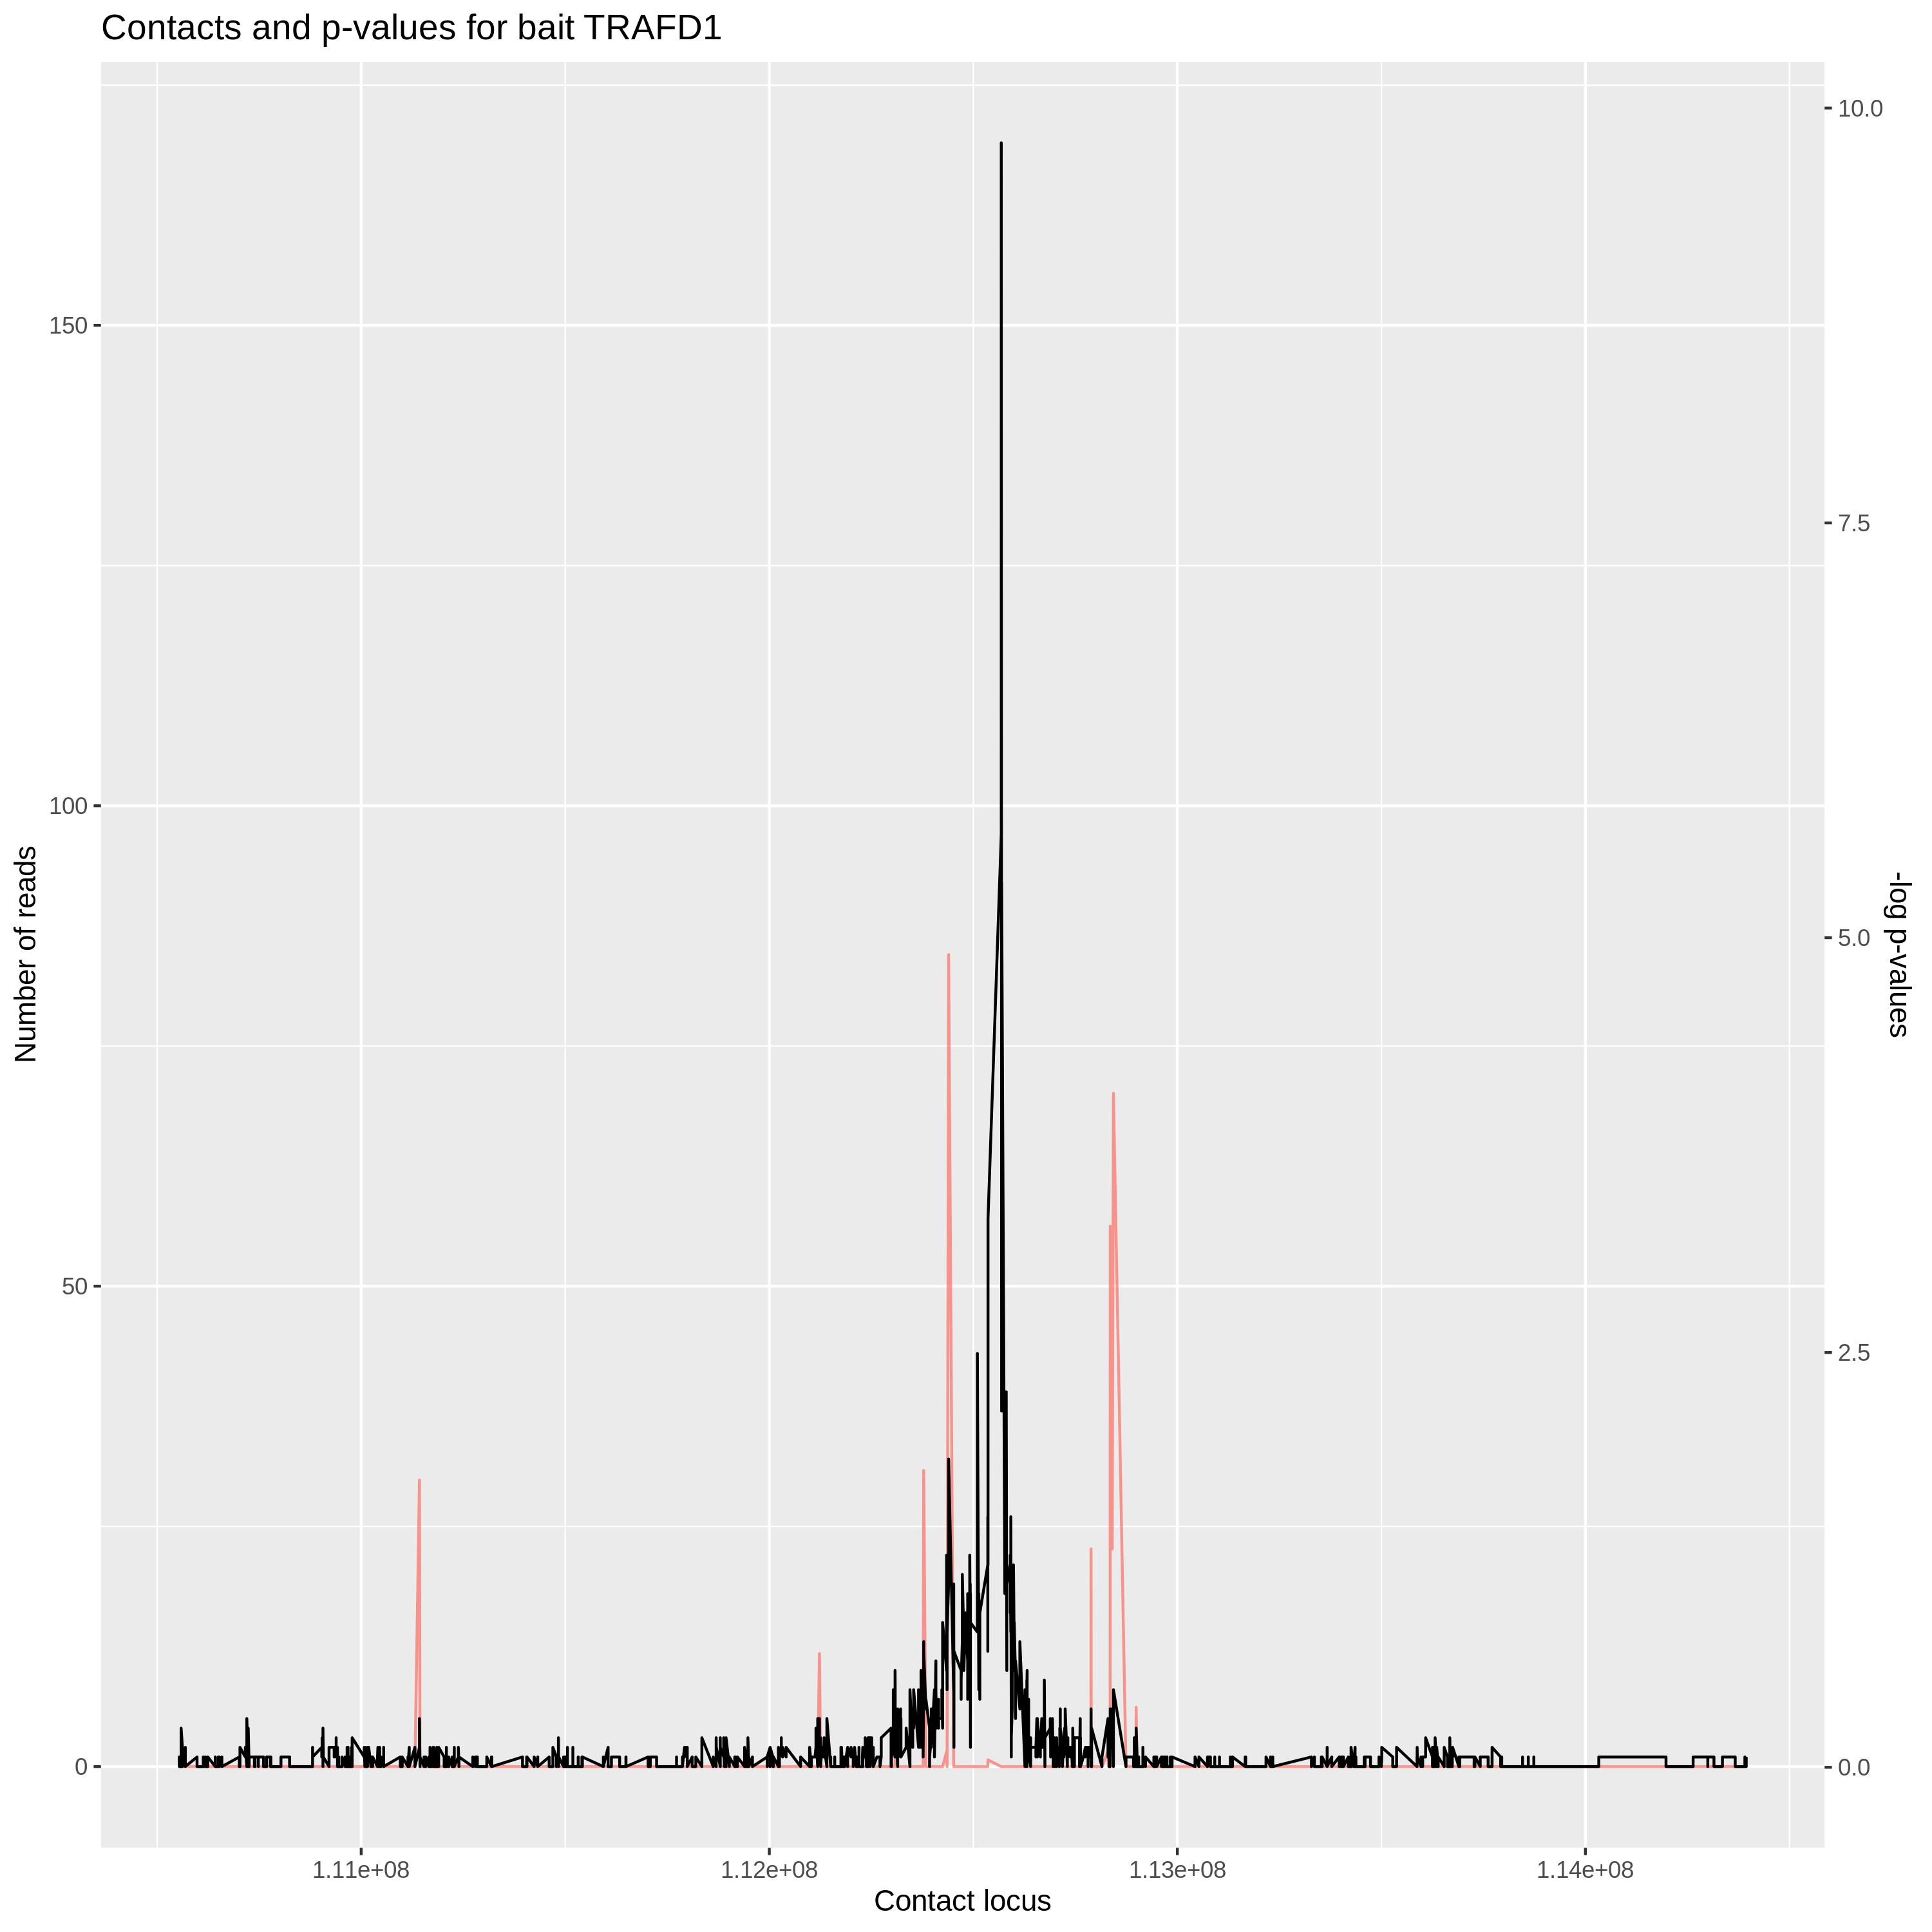 Contacts and p-values for bait TRAFD1
150
100
50
0
Number of reads
10.0
7.5
5.0
2.5
0.0
-log p-values
1.11e+08
1.12e+08
1.13e+08
1.14e+08
Contact locus